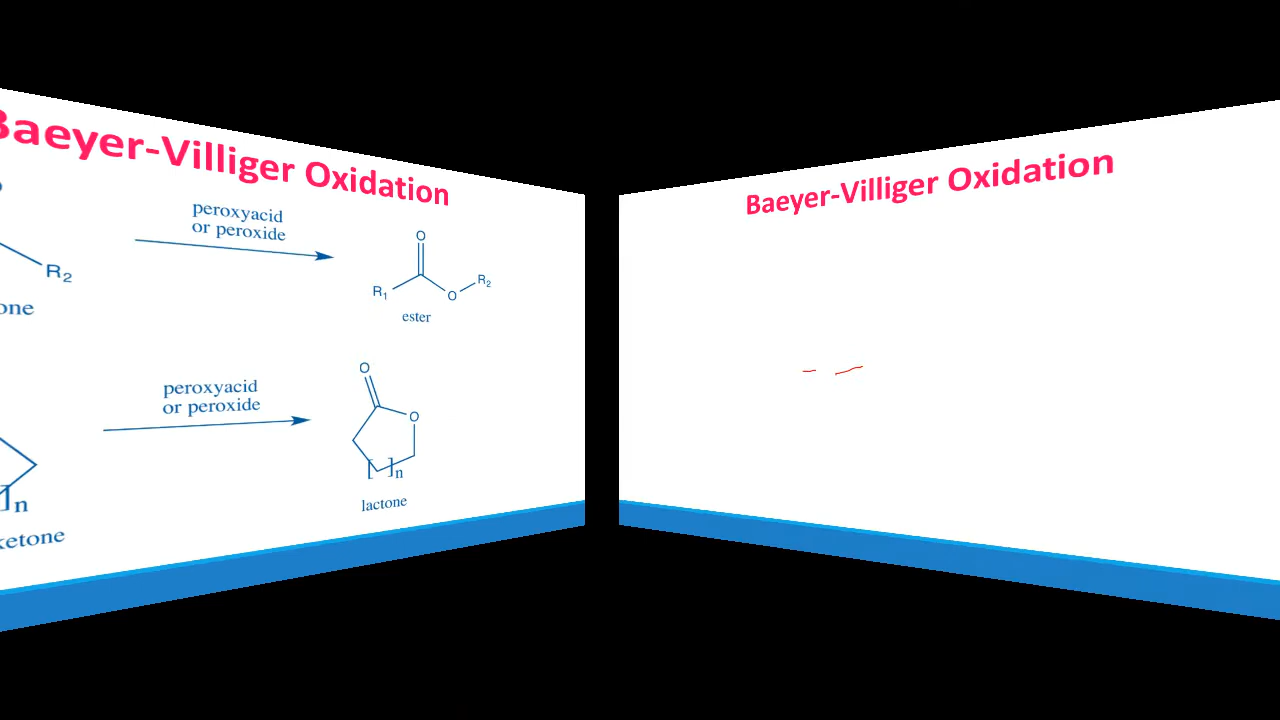 Baeyer-Villiger Oxidation
peroxyacid
or peroxide
O
R2
R1
O
R2
one
ester
peroxyacid
or peroxide
O
O
n
n
lactone
ketone
Baeyer-Villiger Oxidation